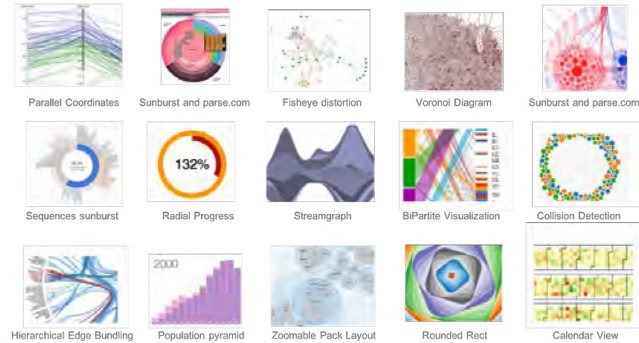 Parallel Coordinates
Sunburst and parse.com
Fisheye distortion
Voronoi Diagram
Sunburst and parse.com
132%
Sequences sunburst
Radial Progress
Streamgraph
BiPartite Visualization
Collision Detection
2000
Hierarchical Edge Bundling
Population pyramid
Zoomable Pack Layout
Rounded Rect
Calendar View